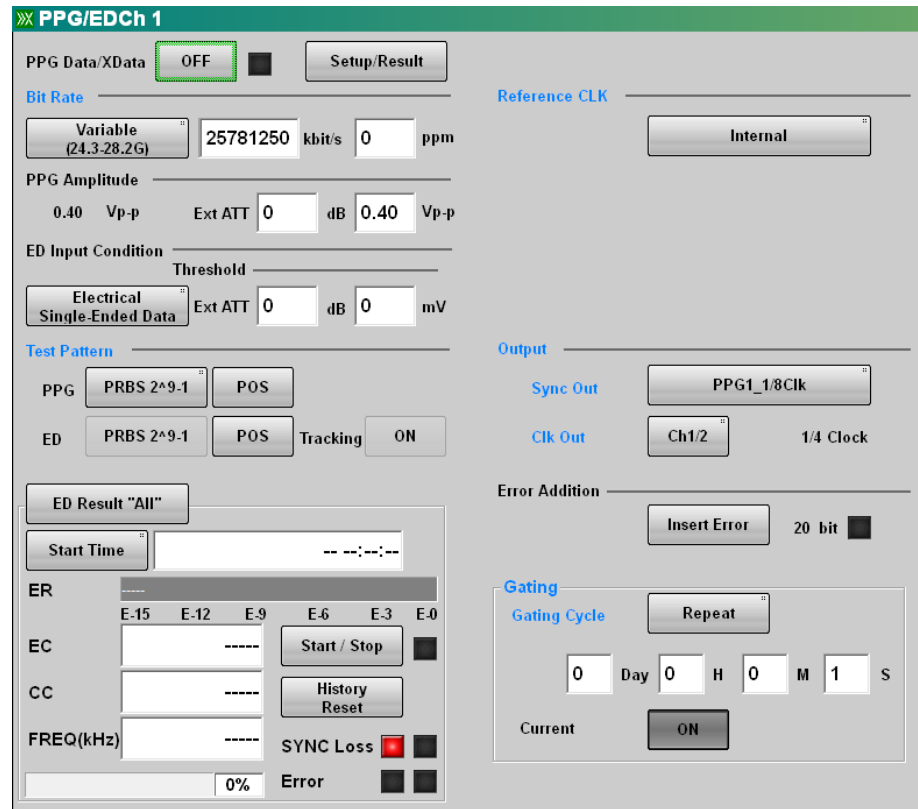 PPG/EDCh 1
PPG Data/XData OFF Setup/Result
Bit Rate
Variable
(24.3-28.2G)
25781250 kbit/s 0 ppm
Reference CLK
Internal
PPG Amplitude
0.40 Vp-p Ext ATT 0 dB 0.40 Vp-p
ED Input Condition
Threshold
Electrical
Single-Ended Data
Ext ATT 0 dB 0 mV
Test Pattern
PPG PRBS 2^9-1 POS
ED PRBS 2^9-1 POS Tracking ON
Output
Sync Out PPG1_1/8Clk
Clk Out Ch1/2 1/4 Clock
ED Result "All"
Start Time -- --:--:--
ER -----
E-15 E-12 E-9 E-6 E-3 E-0
EC ----- Start / Stop
CC ----- History
Reset
FREQ(kHz) ----- SYNC Loss
0% Error
Error Addition
Insert Error 20 bit
Gating
Gating Cycle Repeat
0 Day 0 H 0 M 1 S
Current ON